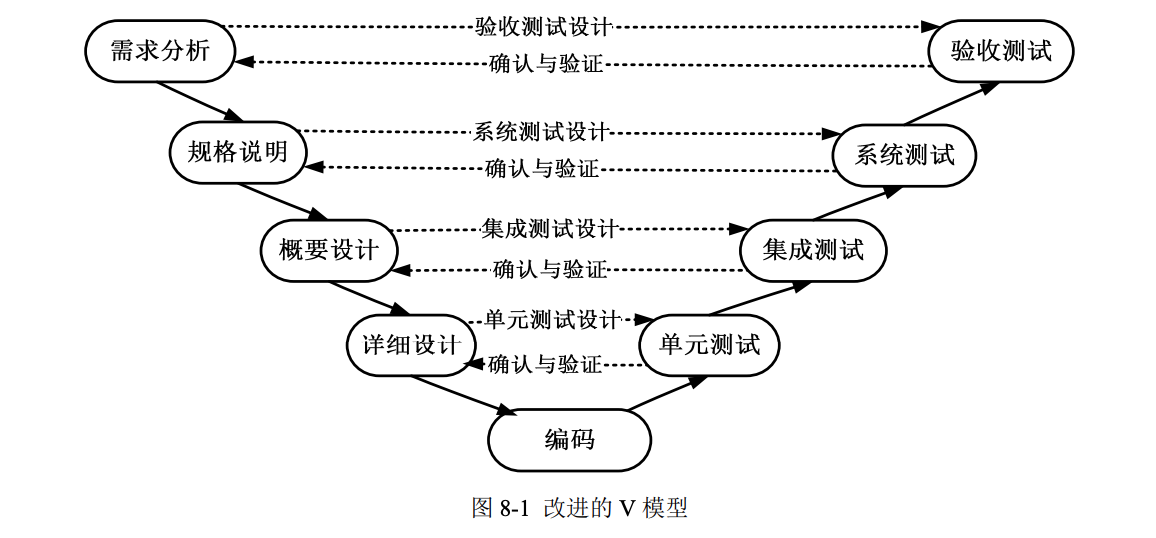 需求分析
验收测试设计
验收测试
确认与验证
规格说明
系统测试设计
系统测试
确认与验证
概要设计
集成测试设计
集成测试
确认与验证
详细设计
单元测试设计
单元测试
确认与验证
编码
图 8-1 改进的 V 模型